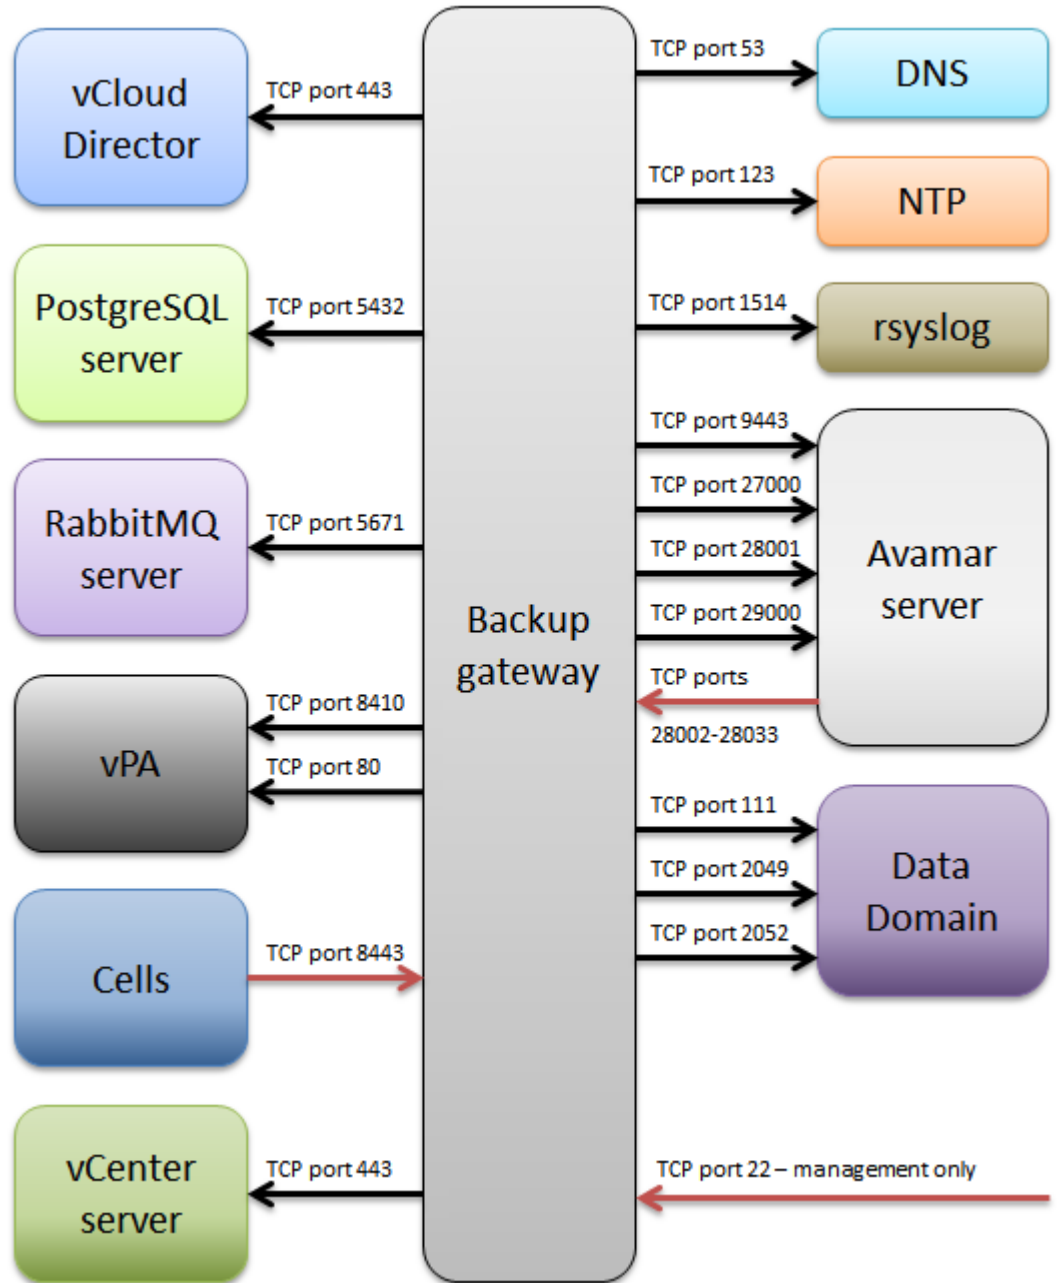 vCloud
Director
TCP port 443
PostgreSQL
server
TCP port 5432
RabbitMQ
server
TCP port 5671
vPA
TCP port 8410
TCP port 80
Cells
TCP port 8443
vCenter
server
TCP port 443
Backup
gateway
TCP port 53
DNS
TCP port 123
NTP
TCP port 1514
rsyslog
TCP port 9443
TCP port 27000
TCP port 28001
TCP port 29000
TCP ports
28002-28033
Avamar
server
TCP port 111
TCP port 2049
TCP port 2052
Data
Domain
TCP port 22 – management only